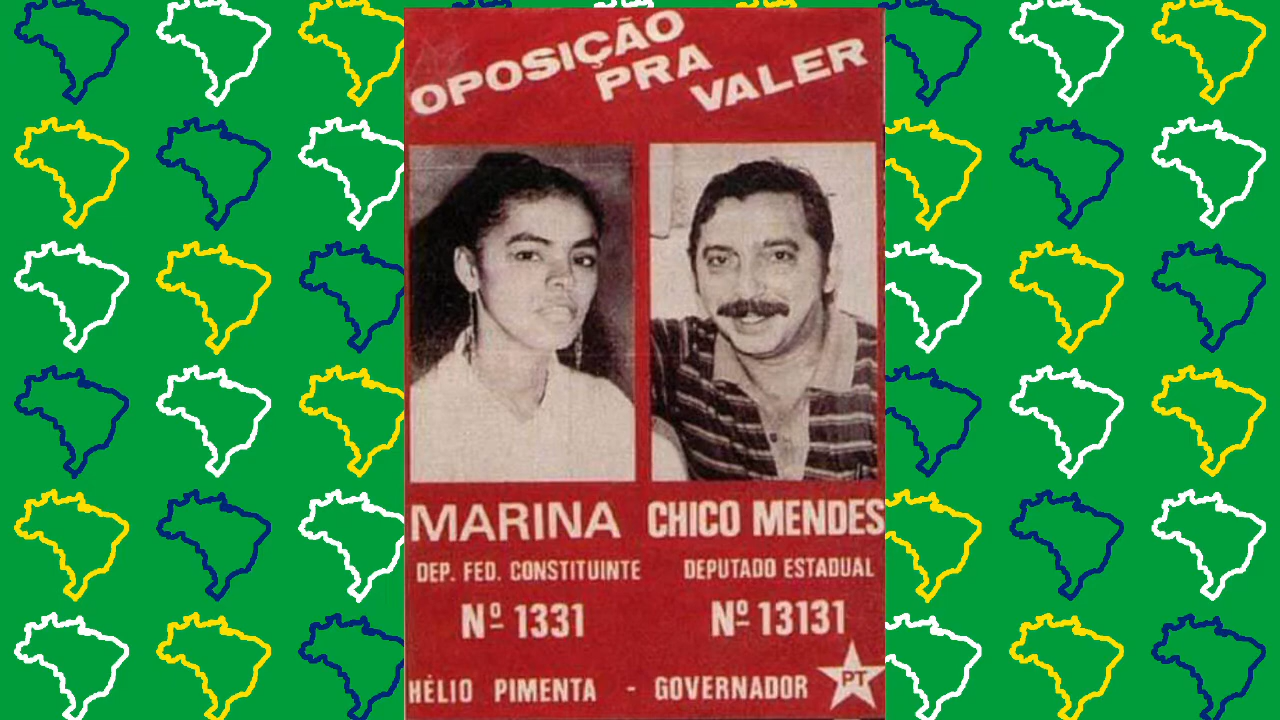 OPOSIÇÃO
PRA
VALER
MARINA CHICO MENDES
DEP. FED. CONSTITUINTE DEPUTADO ESTADUAL
Nº 1331 Nº 13131
HÉLIO PIMENTA - GOVERNADOR PT